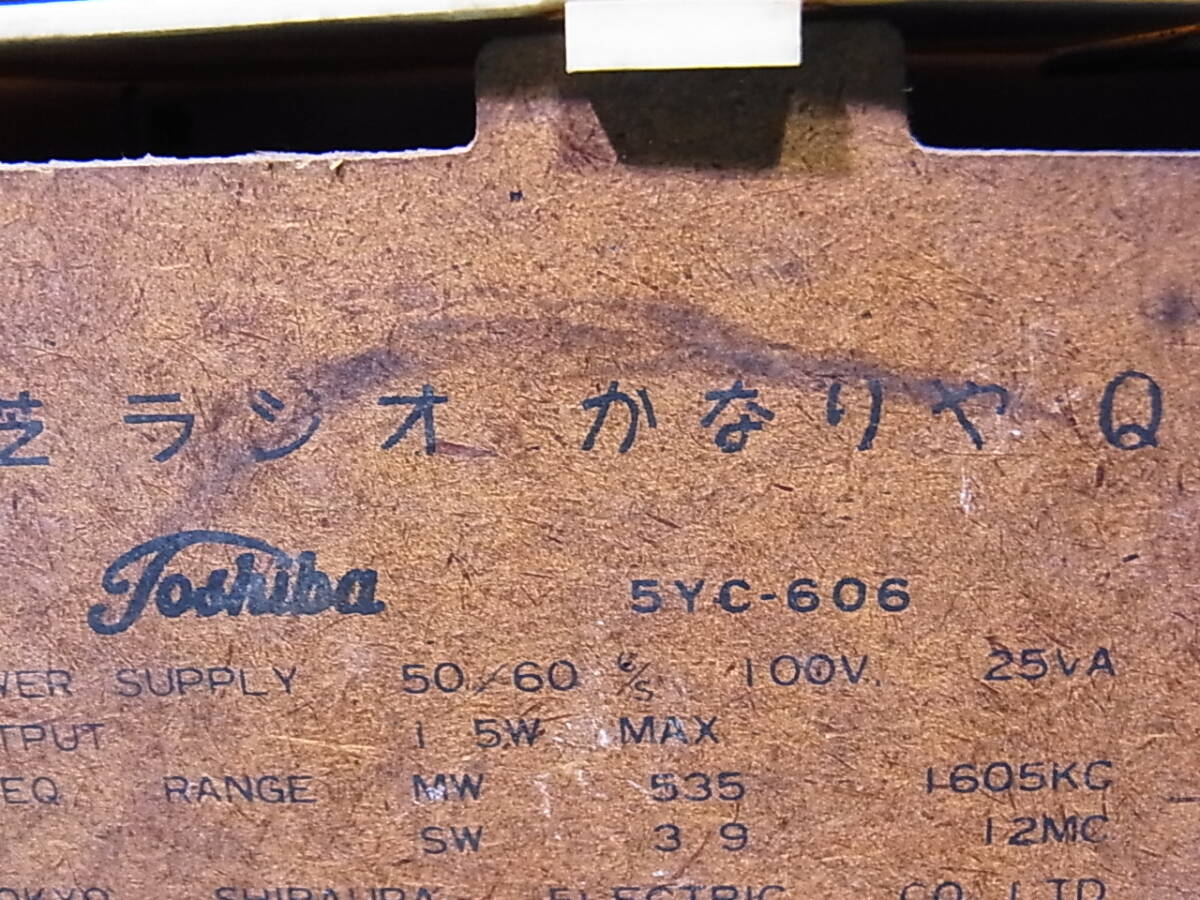 芝ラジオ かなりや Q
Toshiba 5YC-606
WER SUPPLY 50/60 c/s 100V. 25VA
TPUT 1 5W MAX
EQ RANGE MW 535 1605KC
SW 3 9 12MC
OKYO SHIBAURA ELECTRIC CO LTD